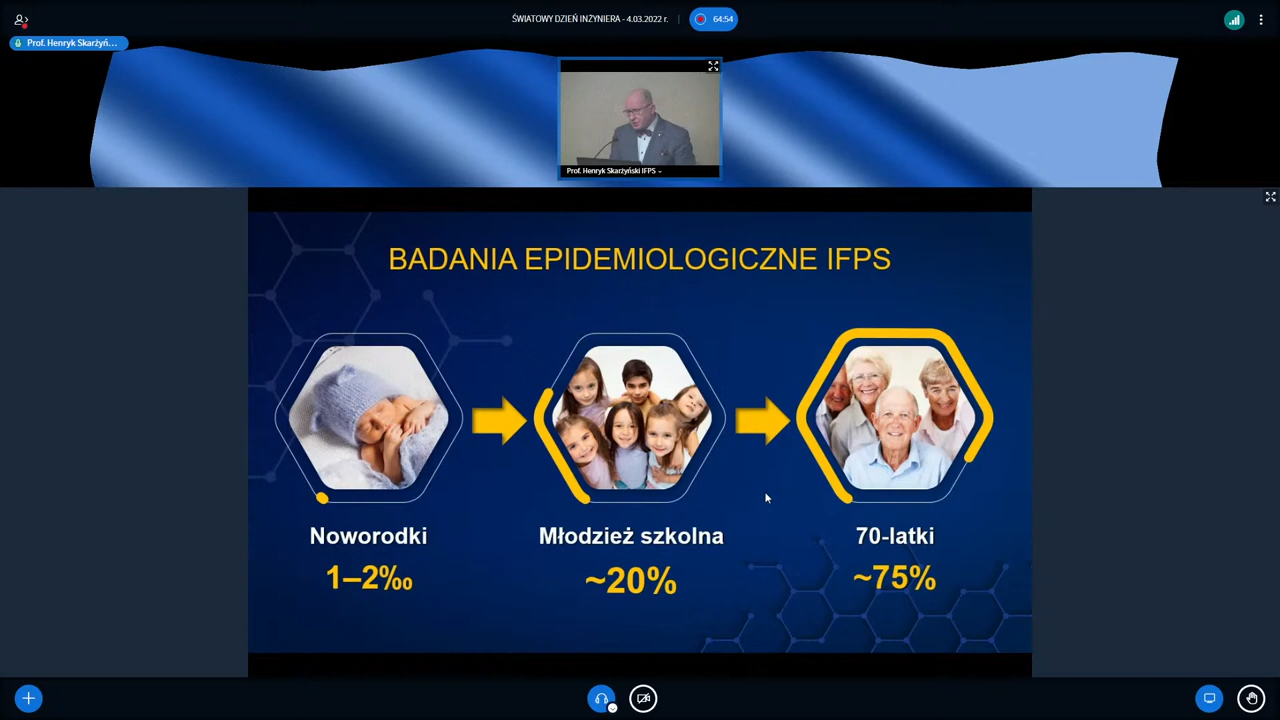 ŚWIATOWY DZIEŃ INZYNIERA - 4.03.2022 r.
64:54
Prof. Henryk Skarżyń...
Prof. Henryk Skarżyński IFPS
BADANIA EPIDEMIOLOGICZNE IFPS
Noworodki
1–2‰
Młodzież szkolna
~20%
70-latki
~75%